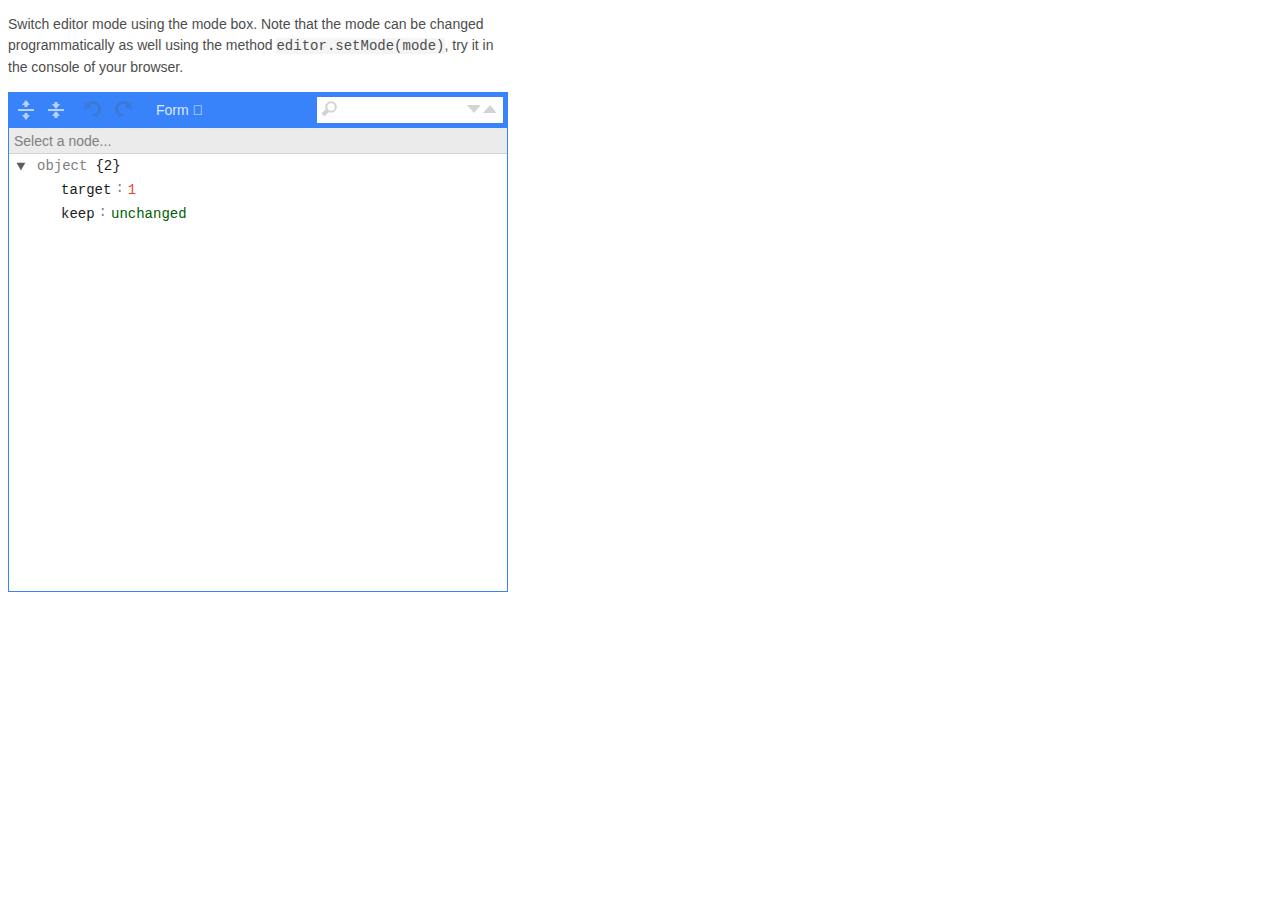 Switch editor mode using the mode box. Note that the mode can be changed
programmatically as well using the method editor.setMode(mode), try it in
the console of your browser.
Form
Select a node...
object {2}
target : 1
keep : unchanged